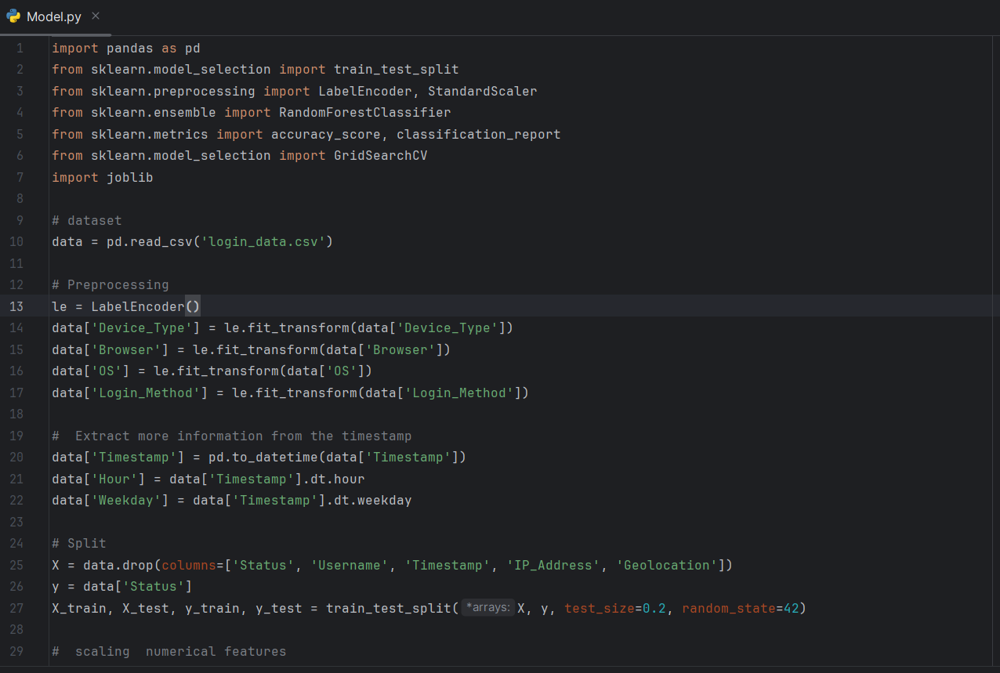 Model.py ×
1 import pandas as pd
2 from sklearn.model_selection import train_test_split
3 from sklearn.preprocessing import LabelEncoder, StandardScaler
4 from sklearn.ensemble import RandomForestClassifier
5 from sklearn.metrics import accuracy_score, classification_report
6 from sklearn.model_selection import GridSearchCV
7 import joblib
8
9 # dataset
10 data = pd.read_csv('login_data.csv')
11
12 # Preprocessing
13 le = LabelEncoder()
14 data['Device_Type'] = le.fit_transform(data['Device_Type'])
15 data['Browser'] = le.fit_transform(data['Browser'])
16 data['OS'] = le.fit_transform(data['OS'])
17 data['Login_Method'] = le.fit_transform(data['Login_Method'])
18
19 #  Extract more information from the timestamp
20 data['Timestamp'] = pd.to_datetime(data['Timestamp'])
21 data['Hour'] = data['Timestamp'].dt.hour
22 data['Weekday'] = data['Timestamp'].dt.weekday
23
24 # Split
25 X = data.drop(columns=['Status', 'Username', 'Timestamp', 'IP_Address', 'Geolocation'])
26 y = data['Status']
27 X_train, X_test, y_train, y_test = train_test_split( *arrays: X, y, test_size=0.2, random_state=42)
28
29 #  scaling  numerical features